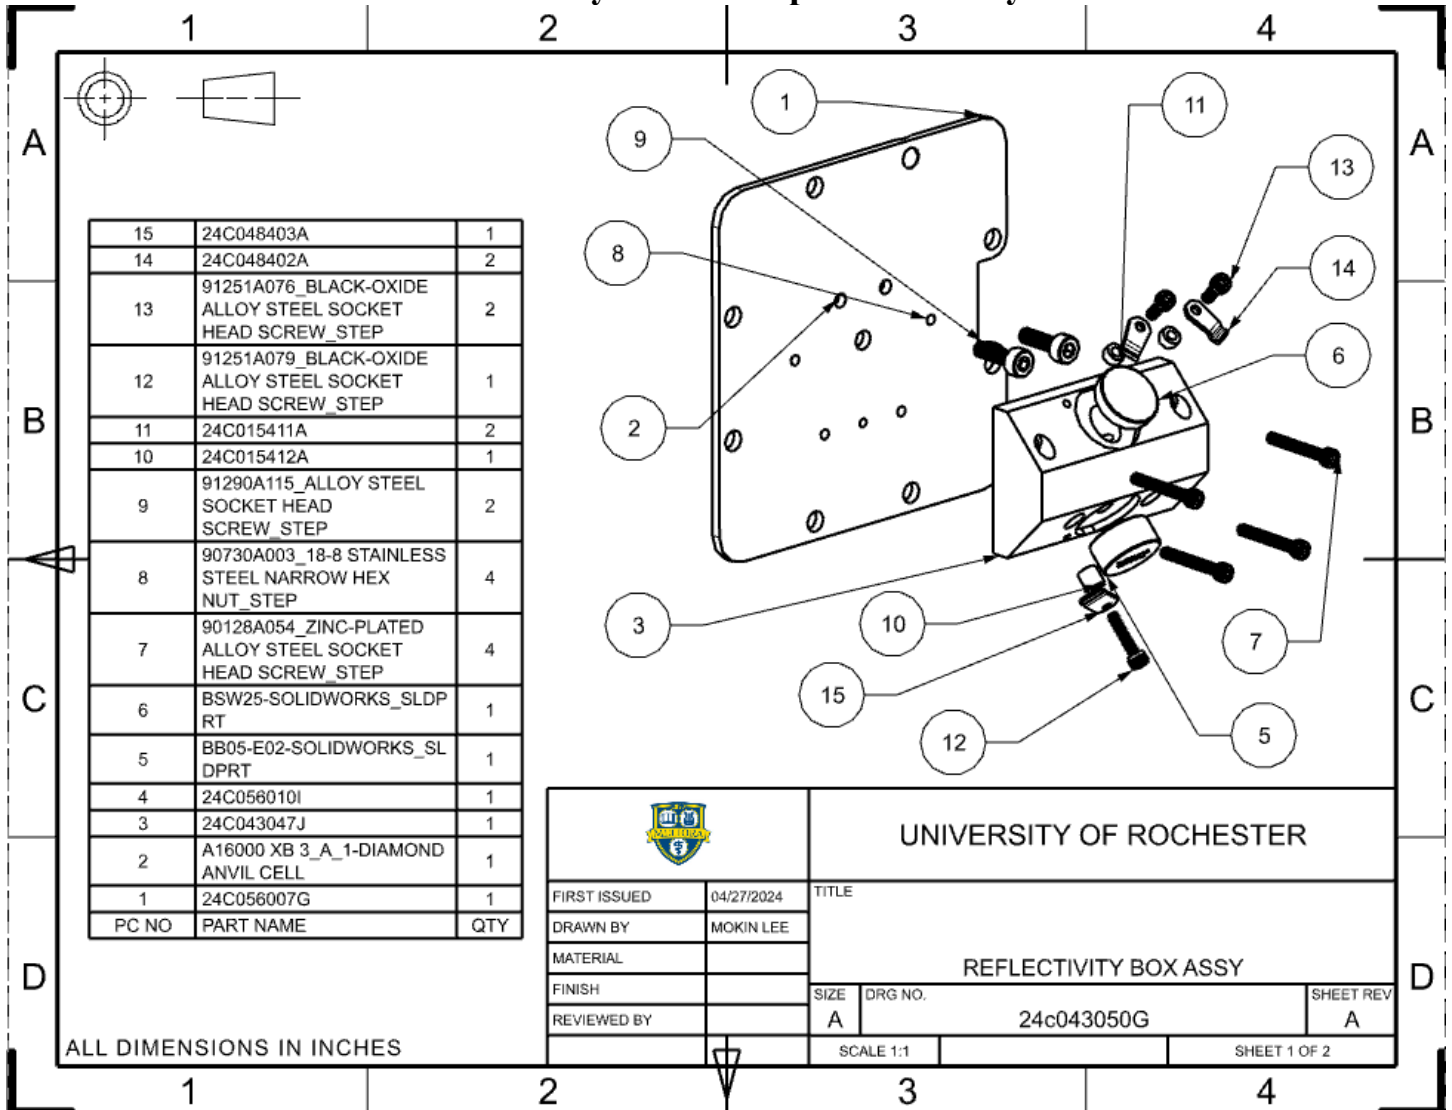 1 2 3 4
A
A
15 24C048403A 1
14 24C048402A 2
13 91251A076_BLACK-OXIDE
ALLOY STEEL SOCKET 2
HEAD SCREW_STEP
12 91251A079_BLACK-OXIDE
ALLOY STEEL SOCKET 1
HEAD SCREW_STEP
11 24C015411A 2
10 24C015412A 1
9 91290A115_ALLOY STEEL
SOCKET HEAD 2
SCREW_STEP
8 90730A003_18-8 STAINLESS
STEEL NARROW HEX 4
NUT_STEP
7 90128A054_ZINC-PLATED
ALLOY STEEL SOCKET 4
HEAD SCREW_STEP
6 BSW25-SOLIDWORKS_SLDP
RT 1
5 BB05-E02-SOLIDWORKS_SL
DPRT 1
4 24C056010I 1
3 24C043047J 1
2 A16000 XB 3_A_1-DIAMOND
ANVIL CELL 1
1 24C056007G 1
PC NO PART NAME QTY
1
11
9
13
8
14
6
2
3
10
7
15
12
5
B
B
C
C
D
D
UNIVERSITY OF ROCHESTER
FIRST ISSUED 04/27/2024
DRAWN BY MOKIN LEE
MATERIAL
FINISH
REVIEWED BY
TITLE
REFLECTIVITY BOX ASSY
SIZE DRG NO. SHEET REV
A 24c043050G A
SCALE 1:1 SHEET 1 OF 2
ALL DIMENSIONS IN INCHES
1 2 3 4